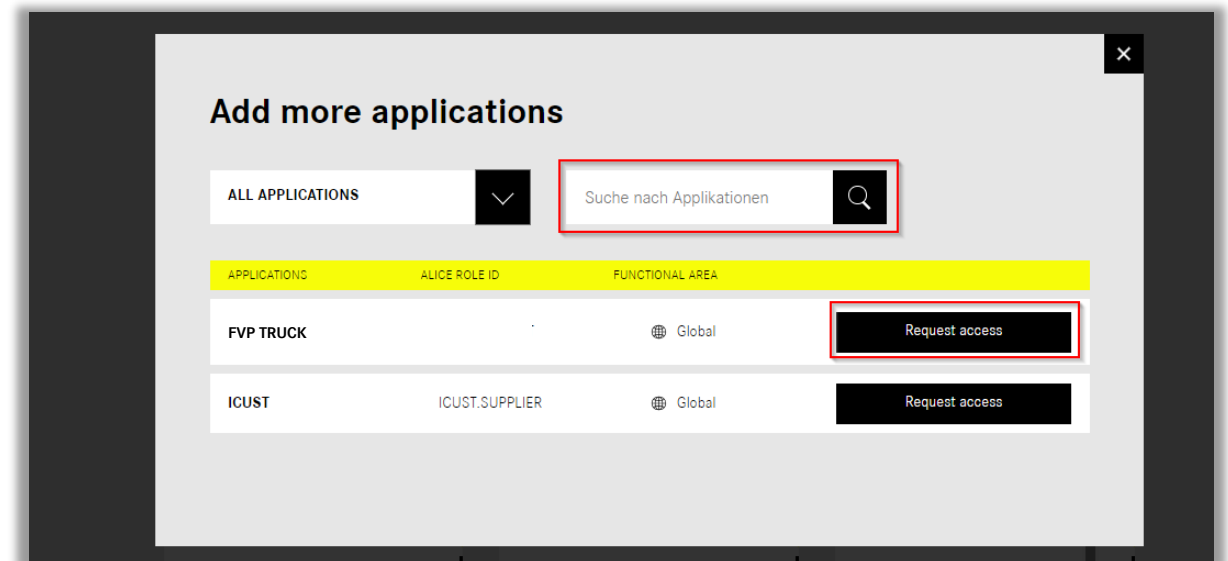 Add more applications
ALL APPLICATIONS
Suche nach Applikationen
APPLICATIONS ALICE ROLE ID FUNCTIONAL AREA
FVP TRUCK Global Request access
ICUST ICUST.SUPPLIER Global Request access